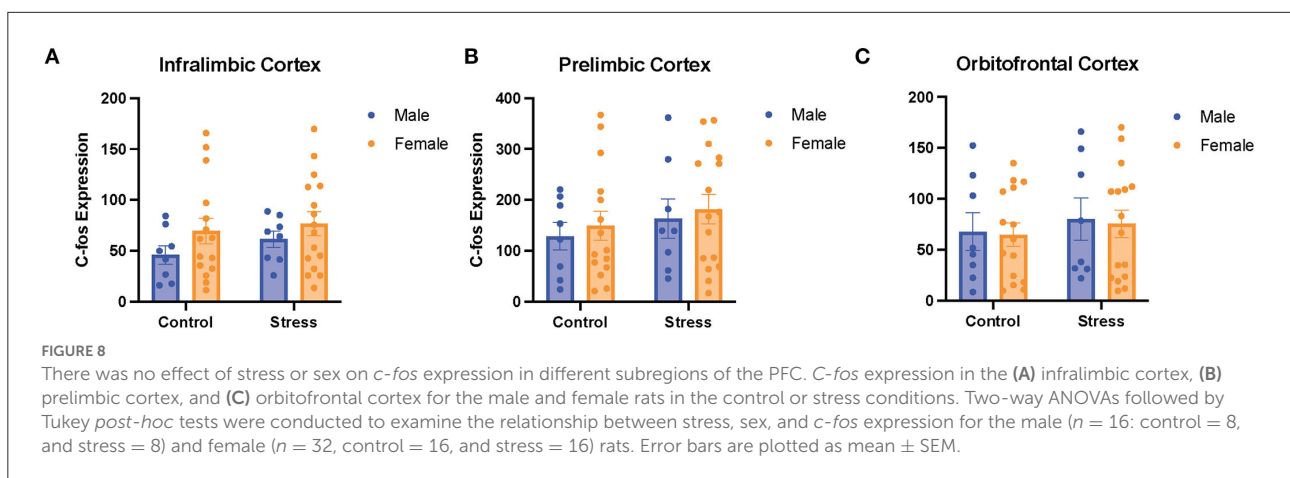 A
Infralimbic Cortex
C-fos Expression
200
150
100
50
0
Control
Stress
Male
Female
B
Prelimbic Cortex
C-fos Expression
400
300
200
100
0
Control
Stress
Male
Female
C
Orbitofrontal Cortex
200
150
100
50
0
Control
Stress
Male
Female
FIGURE 8
There was no effect of stress or sex on c-fos expression in different subregions of the PFC. C-fos expression in the (A) infralimbic cortex, (B)
prelimbic cortex, and (C) orbitofrontal cortex for the male and female rats in the control or stress conditions. Two-way ANOVAs followed by
Tukey post-hoc tests were conducted to examine the relationship between stress, sex, and c-fos expression for the male (n = 16: control = 8,
and stress = 8) and female (n = 32, control = 16, and stress = 16) rats. Error bars are plotted as mean ± SEM.